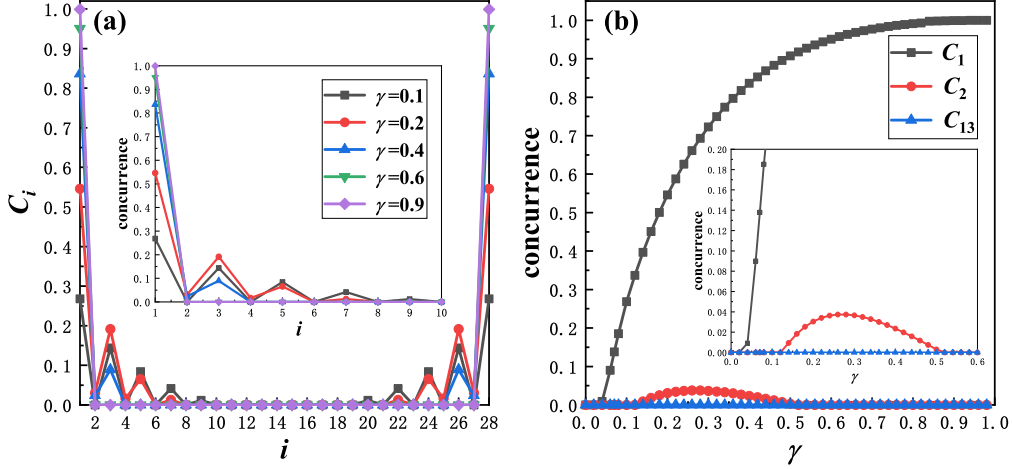 (a)
C_i
1.0
0.9
0.8
0.7
0.6
0.5
0.4
0.3
0.2
0.1
0.0
2 4 6 8 10 12 14 16 18 20 22 24 26 28
i
concurrence
1.0
0.9
0.8
0.7
0.6
0.5
0.4
0.3
0.2
0.1
0.0
1 2 3 4 5 6 7 8 9 10
i
γ=0.1
γ=0.2
γ=0.4
γ=0.6
γ=0.9
(b)
concurrence
1.0
0.9
0.8
0.7
0.6
0.5
0.4
0.3
0.2
0.1
0.0
0.0 0.1 0.2 0.3 0.4 0.5 0.6 0.7 0.8 0.9 1.0
γ
C1
C2
C13
concurrence
0.20
0.18
0.16
0.14
0.12
0.10
0.08
0.06
0.04
0.02
0.00
0.0 0.1 0.2 0.3 0.4 0.5 0.6
γ